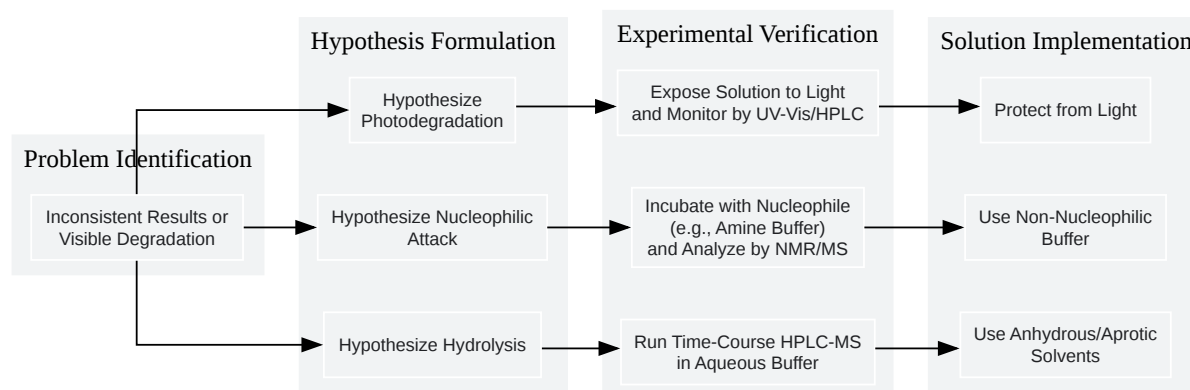 Problem Identification
Inconsistent Results or
Visible Degradation
Hypothesis Formulation
Hypothesize
Photodegradation
Hypothesize Nucleophilic
Attack
Hypothesize Hydrolysis
Experimental Verification
Expose Solution to Light
and Monitor by UV-Vis/HPLC
Incubate with Nucleophile
(e.g., Amine Buffer)
and Analyze by NMR/MS
Run Time-Course HPLC-MS
in Aqueous Buffer
Solution Implementation
Protect from Light
Use Non-Nucleophilic
Buffer
Use Anhydrous/Aprotic
Solvents